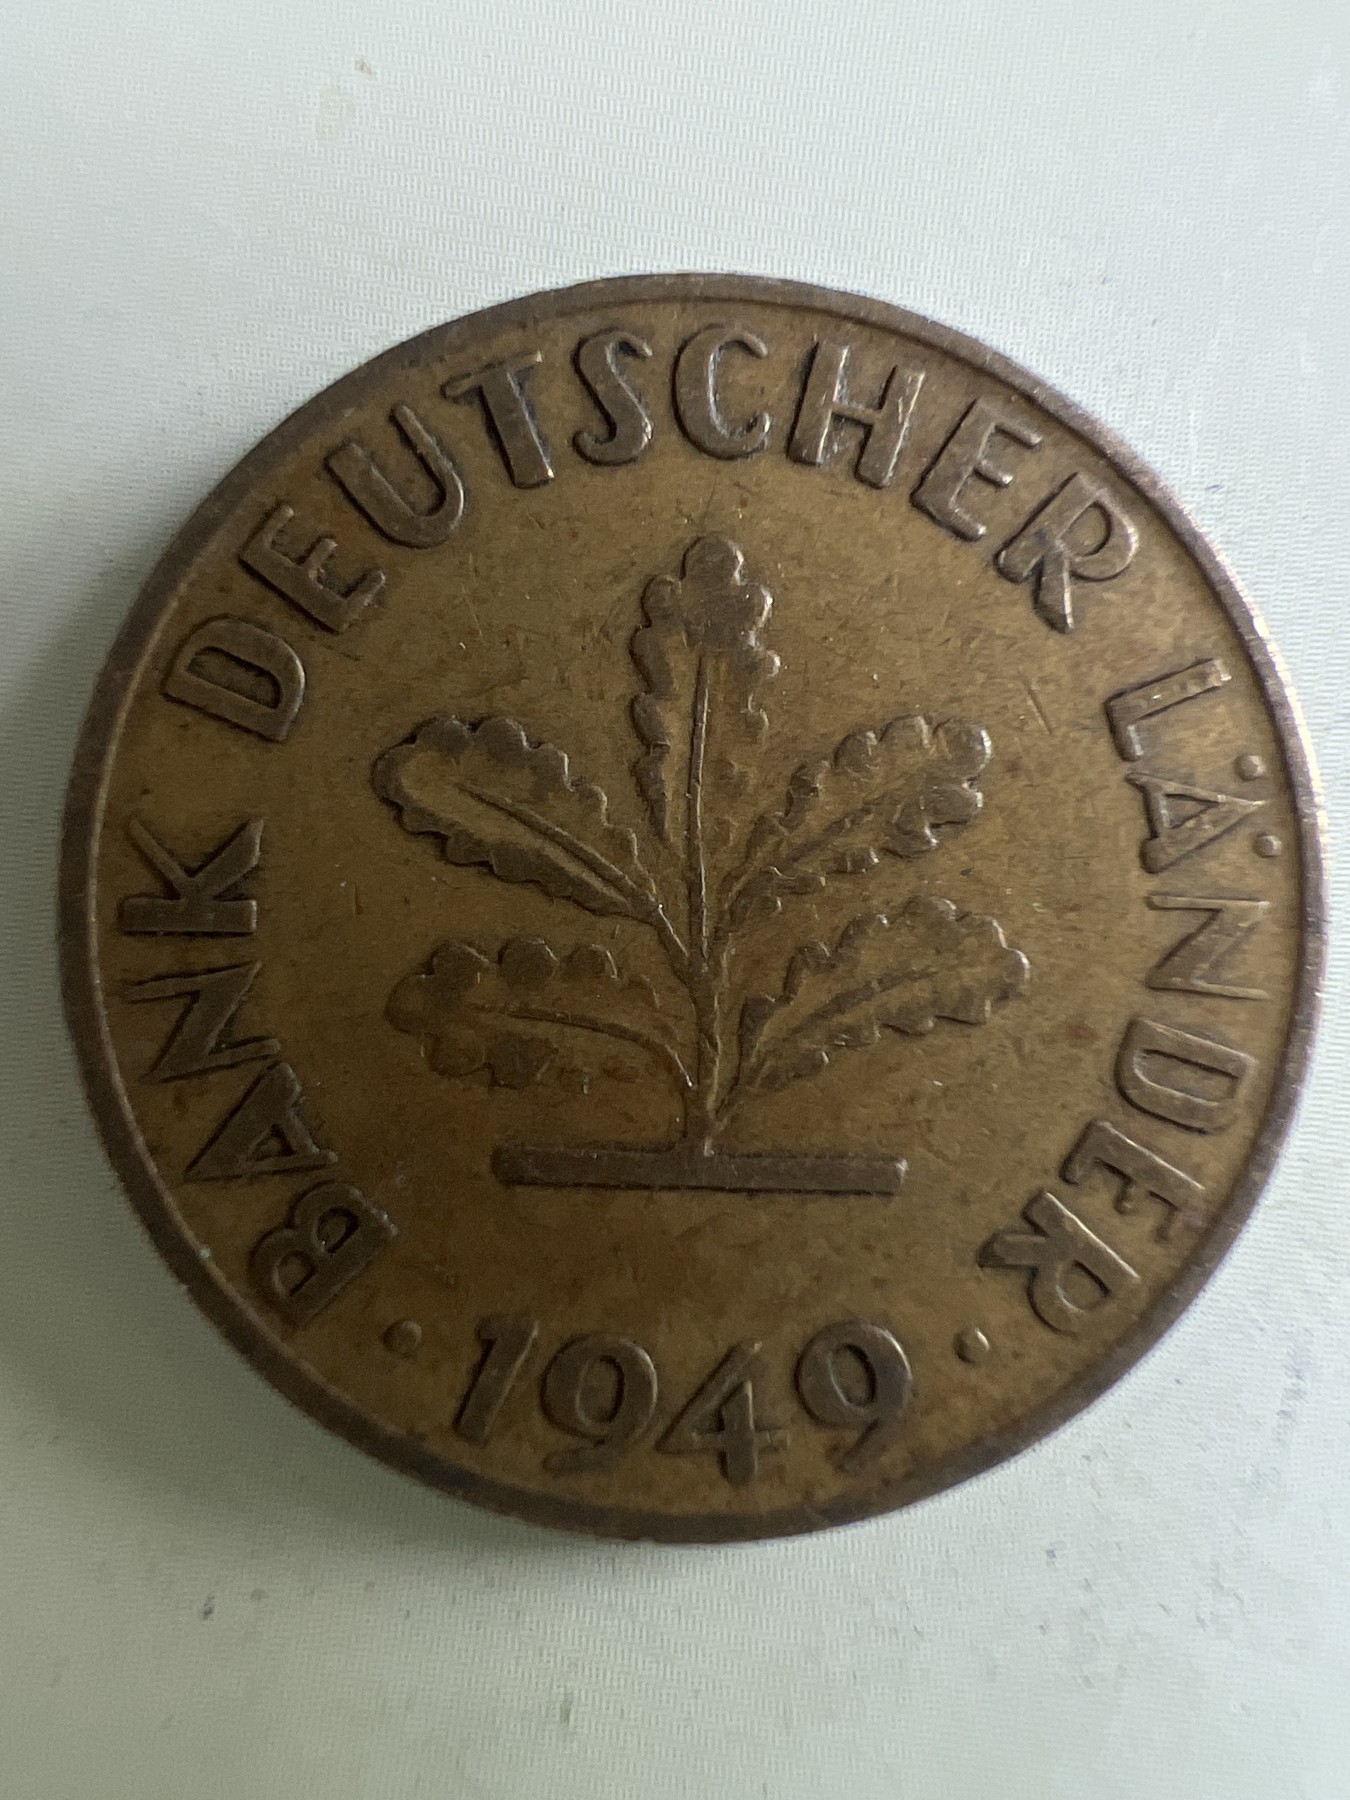 BANK DEUTSCHER LÄNDER
· 1949 ·